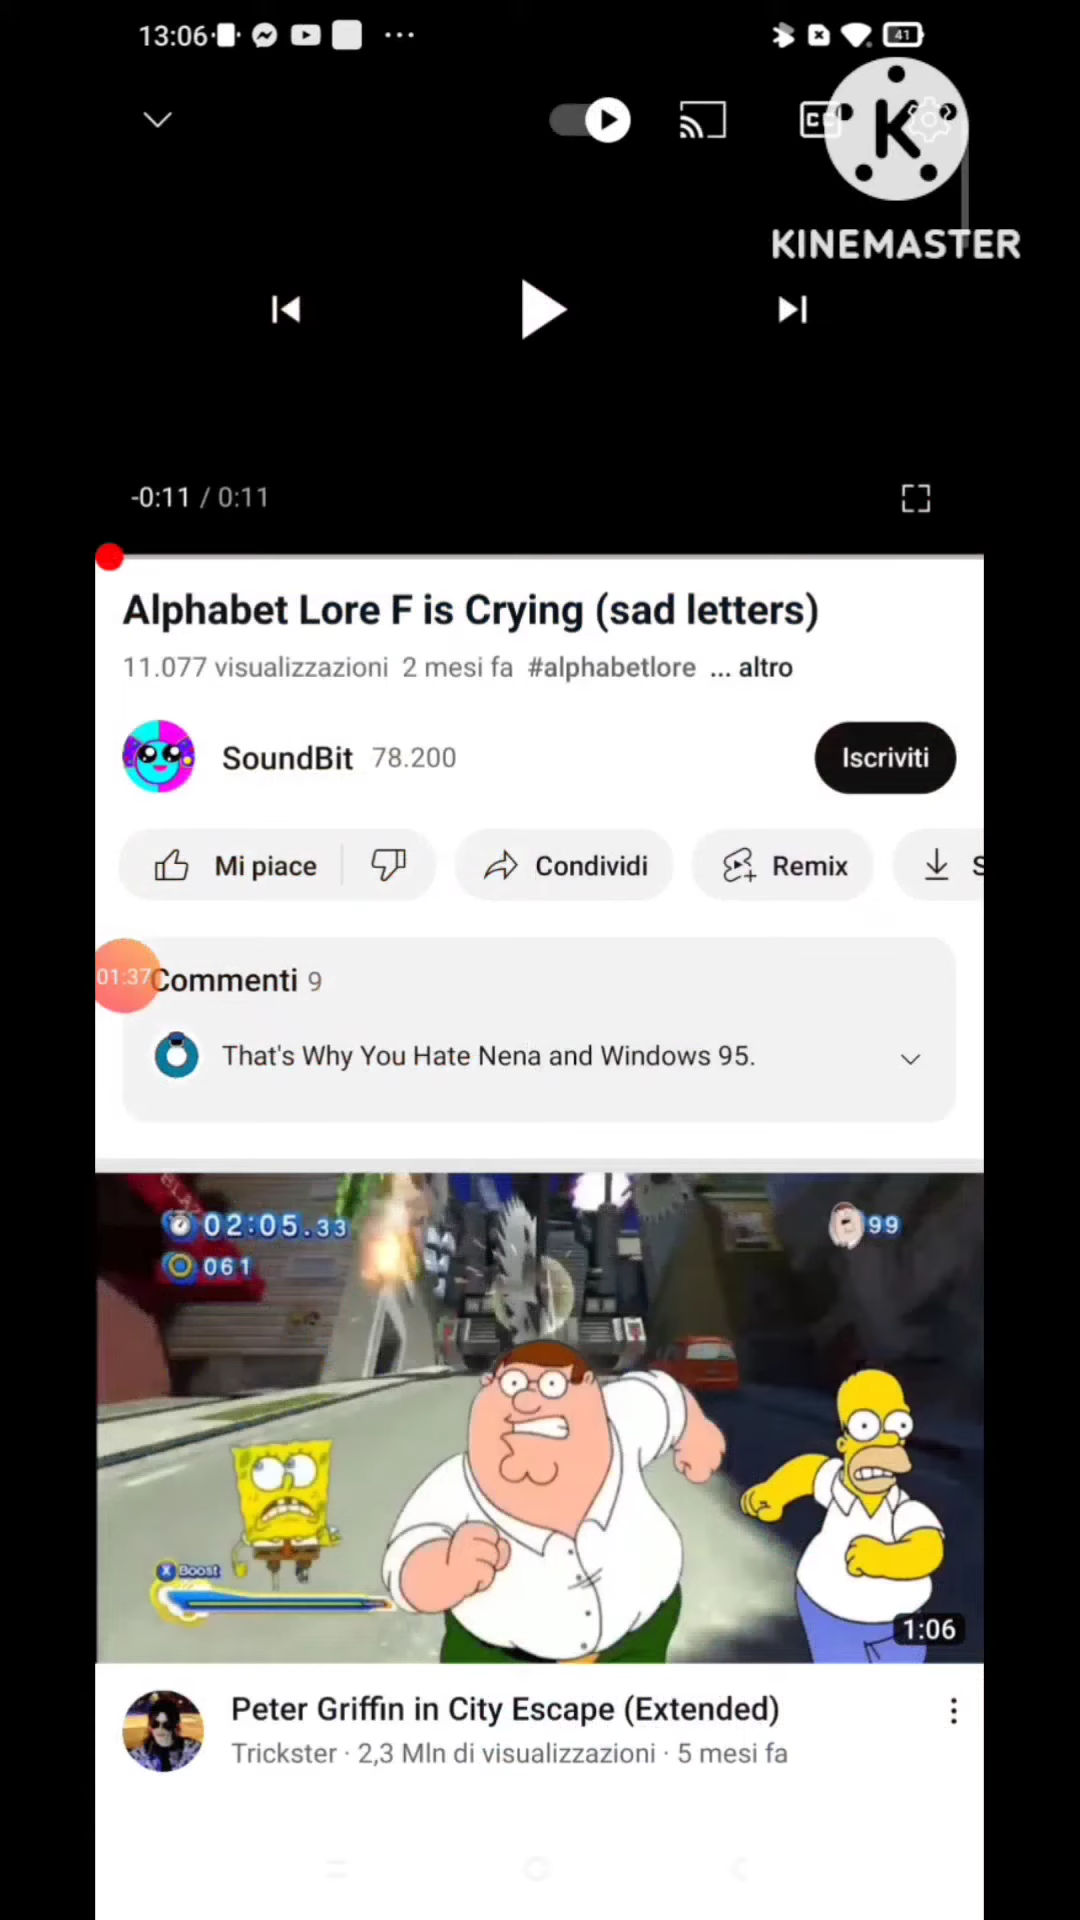 13:06
41
CC
K
KINEMASTER
-0:11 / 0:11
Alphabet Lore F is Crying (sad letters)
11.077 visualizzazioni 2 mesi fa #alphabetlore ... altro
SoundBit 78.200
Iscriviti
Mi piace
Condividi
Remix
S
01:37
Commenti 9
That's Why You Hate Nena and Windows 95.
02:05.33
99
061
X Boost
1:06
Peter Griffin in City Escape (Extended)
Trickster · 2,3 Mln di visualizzazioni · 5 mesi fa